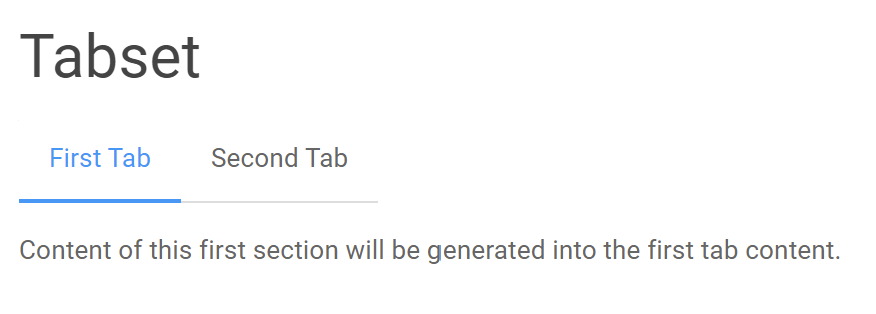 Tabset
First Tab Second Tab
Content of this first section will be generated into the first tab content.